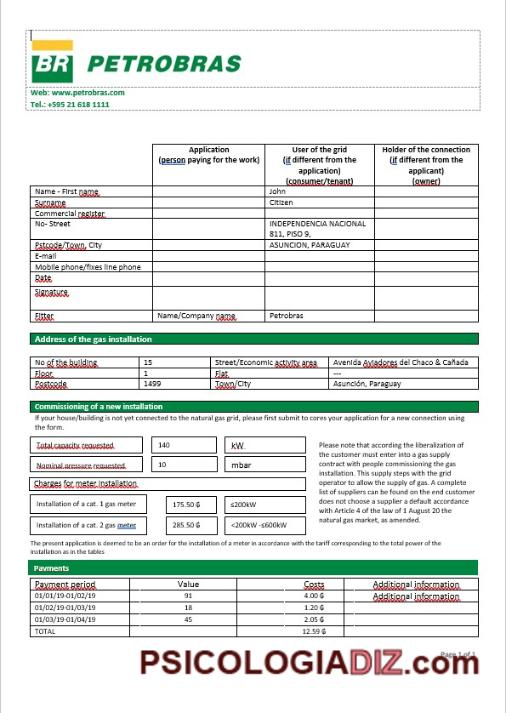 BR PETROBRAS
Web: www.petrobras.com
Tel.: +595 21 618 1111
Application
(person paying for the work)
User of the grid
(if different from the
application)
(consumer/tenant)
Holder of the connection
(if different from the
applicant)
(owner)
Name - First name John
Surname Citizen
Commercial register
No- Street INDEPENDENCIA NACIONAL
811, PISO 9,
Pstcode/Town, City ASUNCION, PARAGUAY
E-mail
Mobile phone/fixes line phone
Date
Signature
Fitter Name/Company name Petrobras
Address of the gas installation
No of the building 15 Street/Economic activity area Avenida Aviadores del Chaco & Cañada
Floor 1 Flat ---
Postcode 1499 Town/City Asunción, Paraguay
Commissioning of a new installation
If your house/building is not yet connected to the natural gas grid, please first submit to cores your application for a new connection using
the form.
Total capacity requested 140 kW
Nominal pressure requested 10 mbar
Charges for meter installation
Installation of a cat. 1 gas meter 175.50 ₲ ≤200kW
Installation of a cat. 2 gas meter 285.50 ₲ <200kW -≤600kW
Please note that according the liberalization of
the customer must enter into a gas supply
contract with people commissioning the gas
installation. This supply steps with the grid
operator to allow the supply of gas. A complete
list of suppliers can be found on the end customer
does not choose a supplier a default accordance
with Article 4 of the law of 1 August 20 the
natural gas market, as amended.
The present application is deemed to be an order for the installation of a meter in accordance with the tariff corresponding to the total power of the
installation as in the tables
Payments
Payment period Value Costs Additional information
01/01/19-01/02/19 91 4.00 ₲ Additional information
01/02/19-01/03/19 18 1.20 ₲
01/03/19-01/04/19 45 2.05 ₲
TOTAL 12.59 ₲
Page 1 of 1
PSICOLOGIADIZ.com